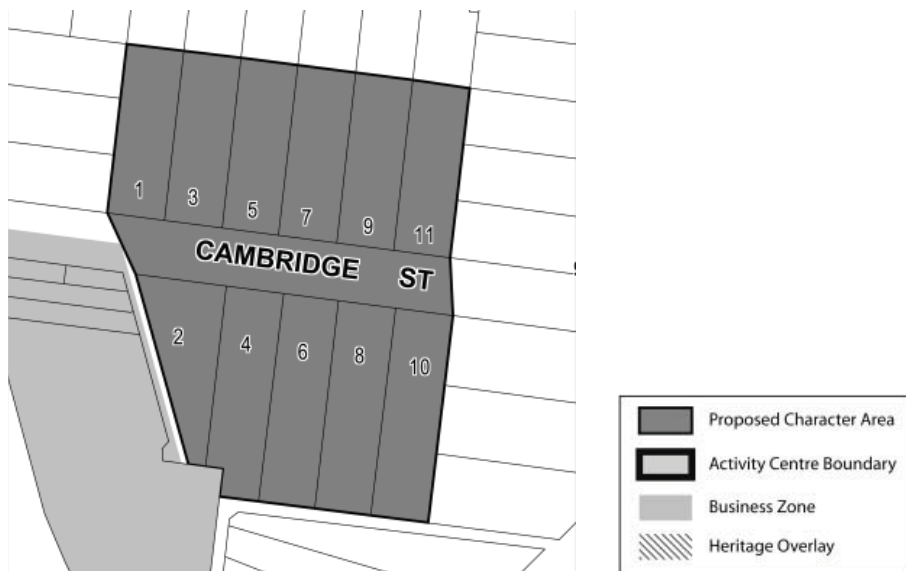 1
3
5
7
9
11
CAMBRIDGE ST
2
4
6
8
10
Proposed Character Area
Activity Centre Boundary
Business Zone
Heritage Overlay